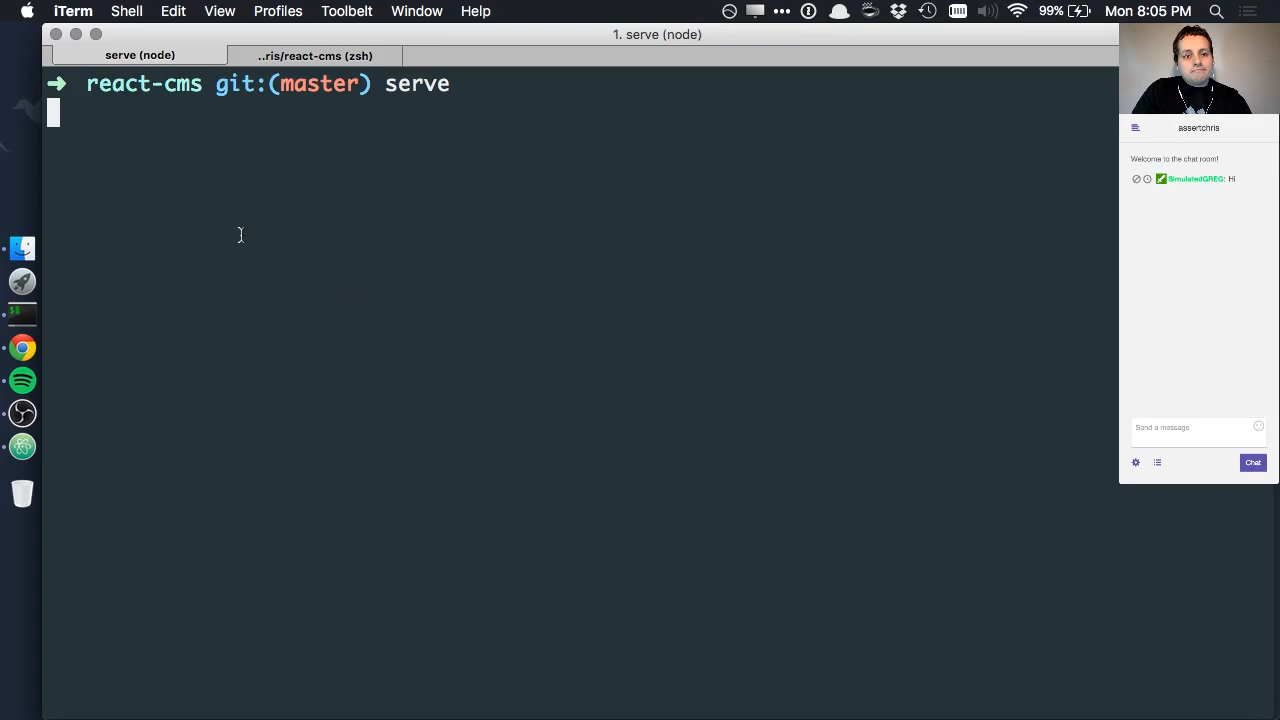 iTerm Shell Edit View Profiles Toolbelt Window Help 99% Mon 8:05 PM
1. serve (node)
serve (node) ..ris/react-cms (zsh)
➜ react-cms git:(master) serve
assertchris
Welcome to the chat room!
SimulatedGREG: Hi
Send a message
Chat